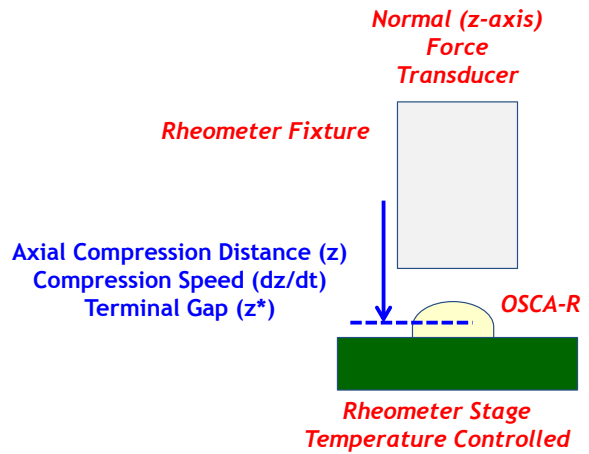 Normal (z-axis)
Force
Transducer
Rheometer Fixture
Axial Compression Distance (z)
Compression Speed (dz/dt)
Terminal Gap (z*)
OSCA-R
Rheometer Stage
Temperature Controlled